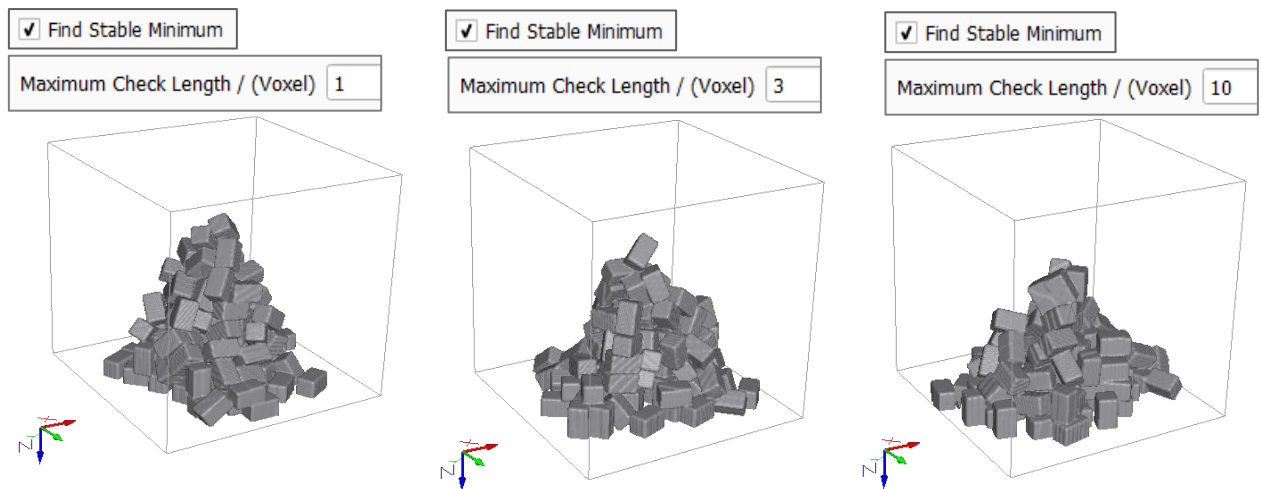 Find Stable Minimum
Maximum Check Length / (Voxel) 1
Find Stable Minimum
Maximum Check Length / (Voxel) 3
Find Stable Minimum
Maximum Check Length / (Voxel) 10
X
Y
Z
X
Y
Z
X
Y
Z